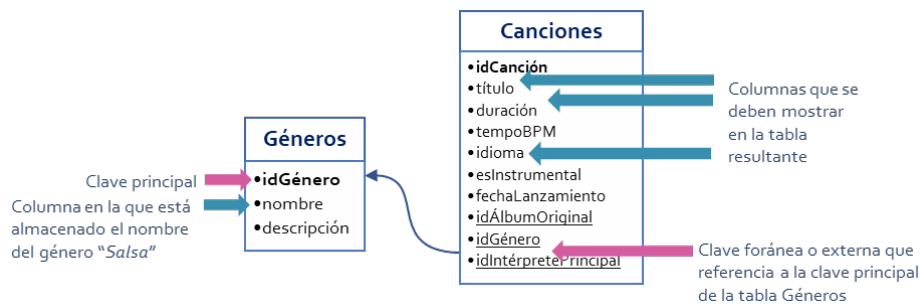 Canciones
•idCanción
•título
•duración
•tempoBPM
•idioma
•esInstrumental
•fechaLanzamiento
•idÁlbumOriginal
•idGénero
•idIntérpretePrincipal
Columnas que se
deben mostrar
en la tabla
resultante
Géneros
•idGénero
•nombre
•descripción
Clave principal
Columna en la que está
almacenado el nombre
del género "Salsa"
Clave foránea o externa que
referencia a la clave principal
de la tabla Géneros